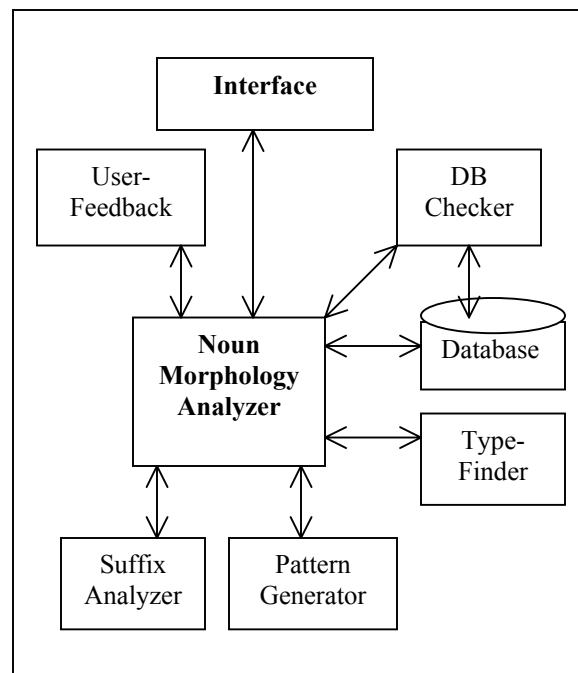 Interface
User-
Feedback
DB
Checker
Noun
Morphology
Analyzer
Database
Type-
Finder
Suffix
Analyzer
Pattern
Generator